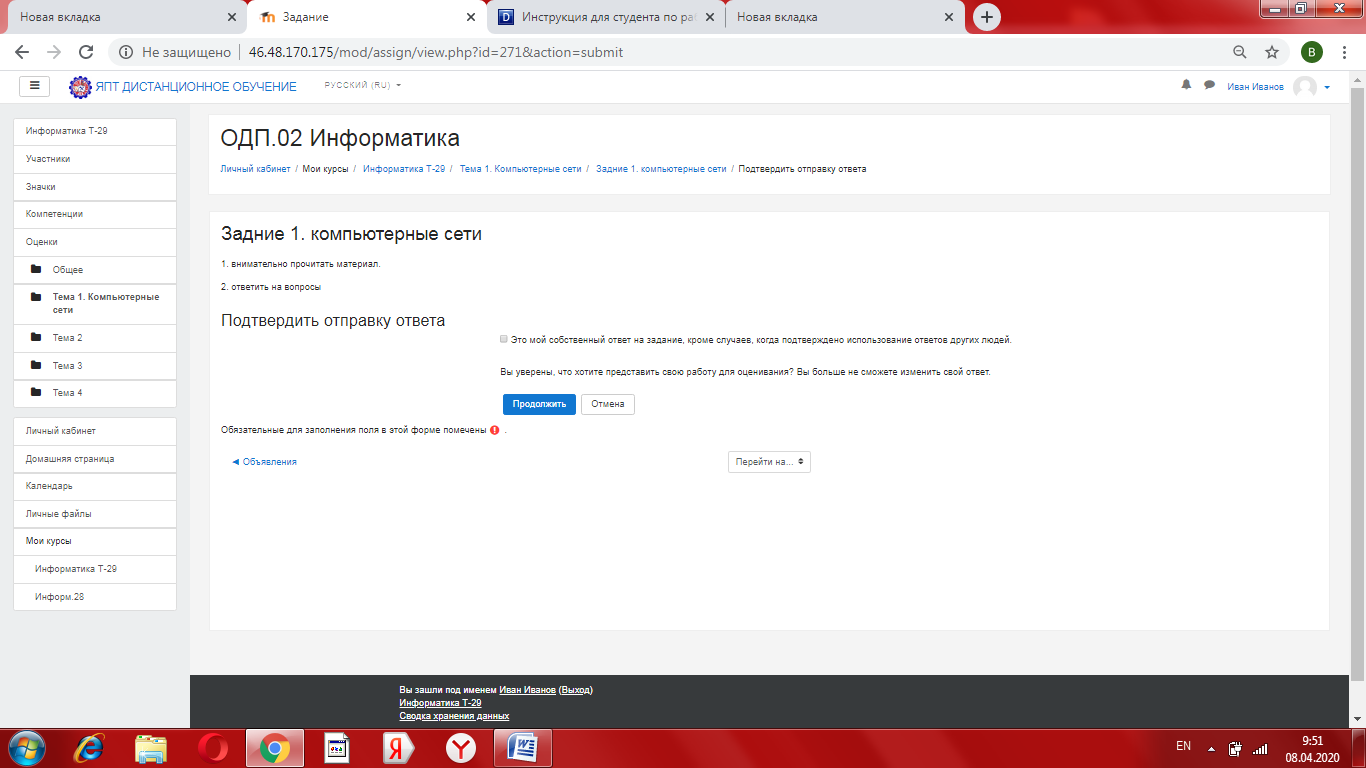 Новая вкладка
Задание
Инструкция для студента по раб
Новая вкладка
Не защищено
46.48.170.175/mod/assign/view.php?id=271&action=submit
B
ЯПТ ДИСТАНЦИОННОЕ ОБУЧЕНИЕ
РУССКИЙ (RU)
Иван Иванов
Информатика Т-29
Участники
Значки
Компетенции
Оценки
Общее
Тема 1. Компьютерные
сети
Тема 2
Тема 3
Тема 4
Личный кабинет
Домашняя страница
Календарь
Личные файлы
Мои курсы
Информатика Т-29
Информ.28
ОДП.02 Информатика
Личный кабинет / Мои курсы / Информатика Т-29 / Тема 1. Компьютерные сети / Задние 1. компьютерные сети / Подтвердить отправку ответа
Задние 1. компьютерные сети
1. внимательно прочитать материал.
2. ответить на вопросы
Подтвердить отправку ответа
Это мой собственный ответ на задание, кроме случаев, когда подтверждено использование ответов других людей.
Вы уверены, что хотите представить свою работу для оценивания? Вы больше не сможете изменить свой ответ.
Продолжить
Отмена
Обязательные для заполнения поля в этой форме помечены .
◄ Объявления
Перейти на...
Вы зашли под именем Иван Иванов (Выход)
Информатика Т-29
Сводка хранения данных
EN
9:51
08.04.2020